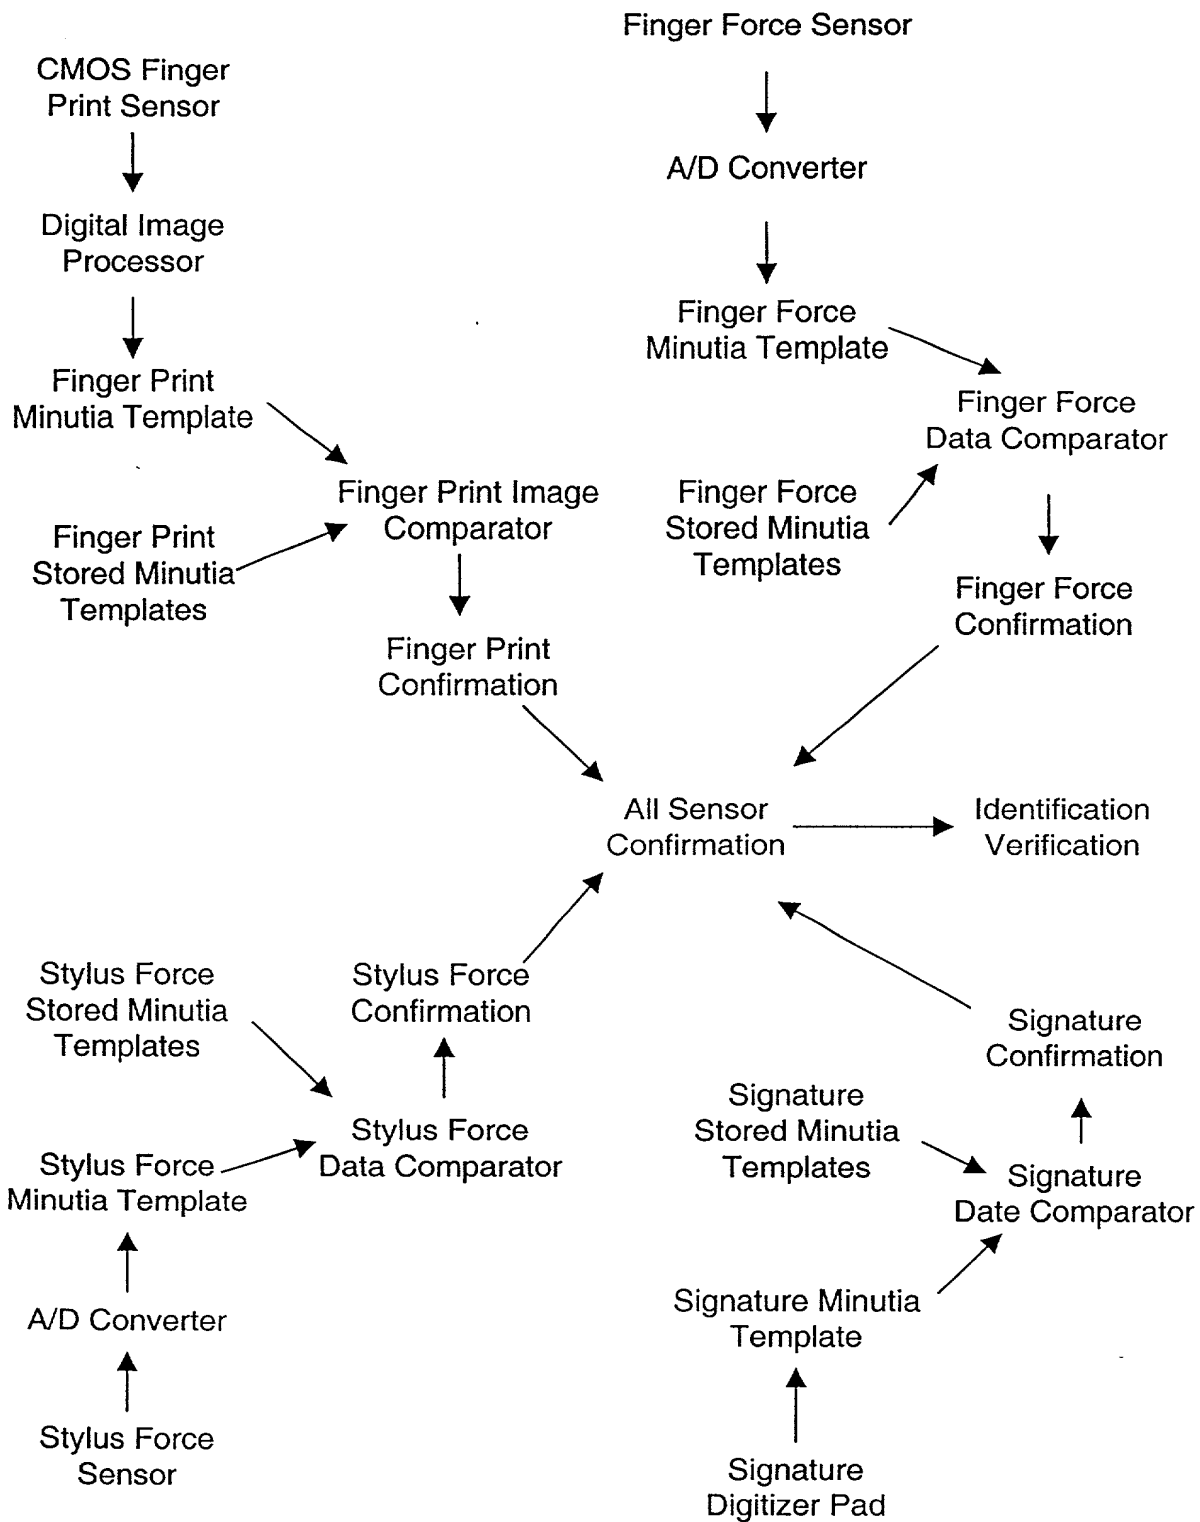 Finger Force Sensor
CMOS Finger
Print Sensor
A/D Converter
Digital Image
Processor
Finger Force
Minutia Template
Finger Print
Minutia Template
Finger Force
Data Comparator
Finger Print Image
Comparator
Finger Force
Stored Minutia
Templates
Finger Print
Stored Minutia
Templates
Finger Force
Confirmation
Finger Print
Confirmation
All Sensor
Confirmation
Identification
Verification
Stylus Force
Stored Minutia
Templates
Stylus Force
Confirmation
Signature
Confirmation
Signature
Stored Minutia
Templates
Stylus Force
Data Comparator
Stylus Force
Minutia Template
Signature
Date Comparator
A/D Converter
Signature Minutia
Template
Stylus Force
Sensor
Signature
Digitizer Pad